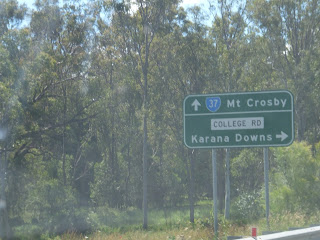 37 Mt Crosby
COLLEGE RD
Karana Downs